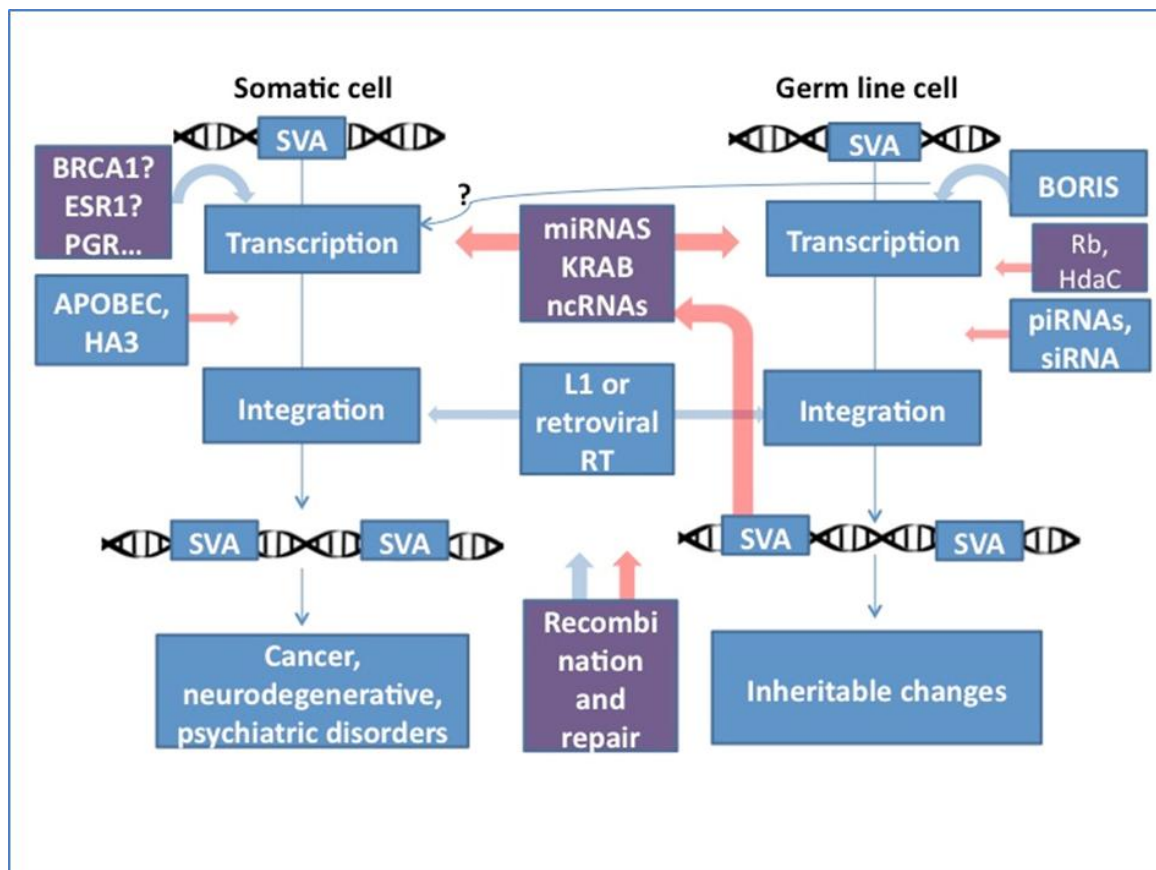 Somatic cell
Germ line cell
SVA
SVA
BRCA1?
ESR1?
PGR...
?
BORIS
Transcription
miRNAS
KRAB
ncRNAs
Transcription
Rb,
HdaC
APOBEC,
HA3
piRNAs,
siRNA
Integration
L1 or
retroviral
RT
Integration
SVA
SVA
SVA
SVA
Cancer,
neurodegenerative,
psychiatric disorders
Recombi
nation
and
repair
Inheritable changes